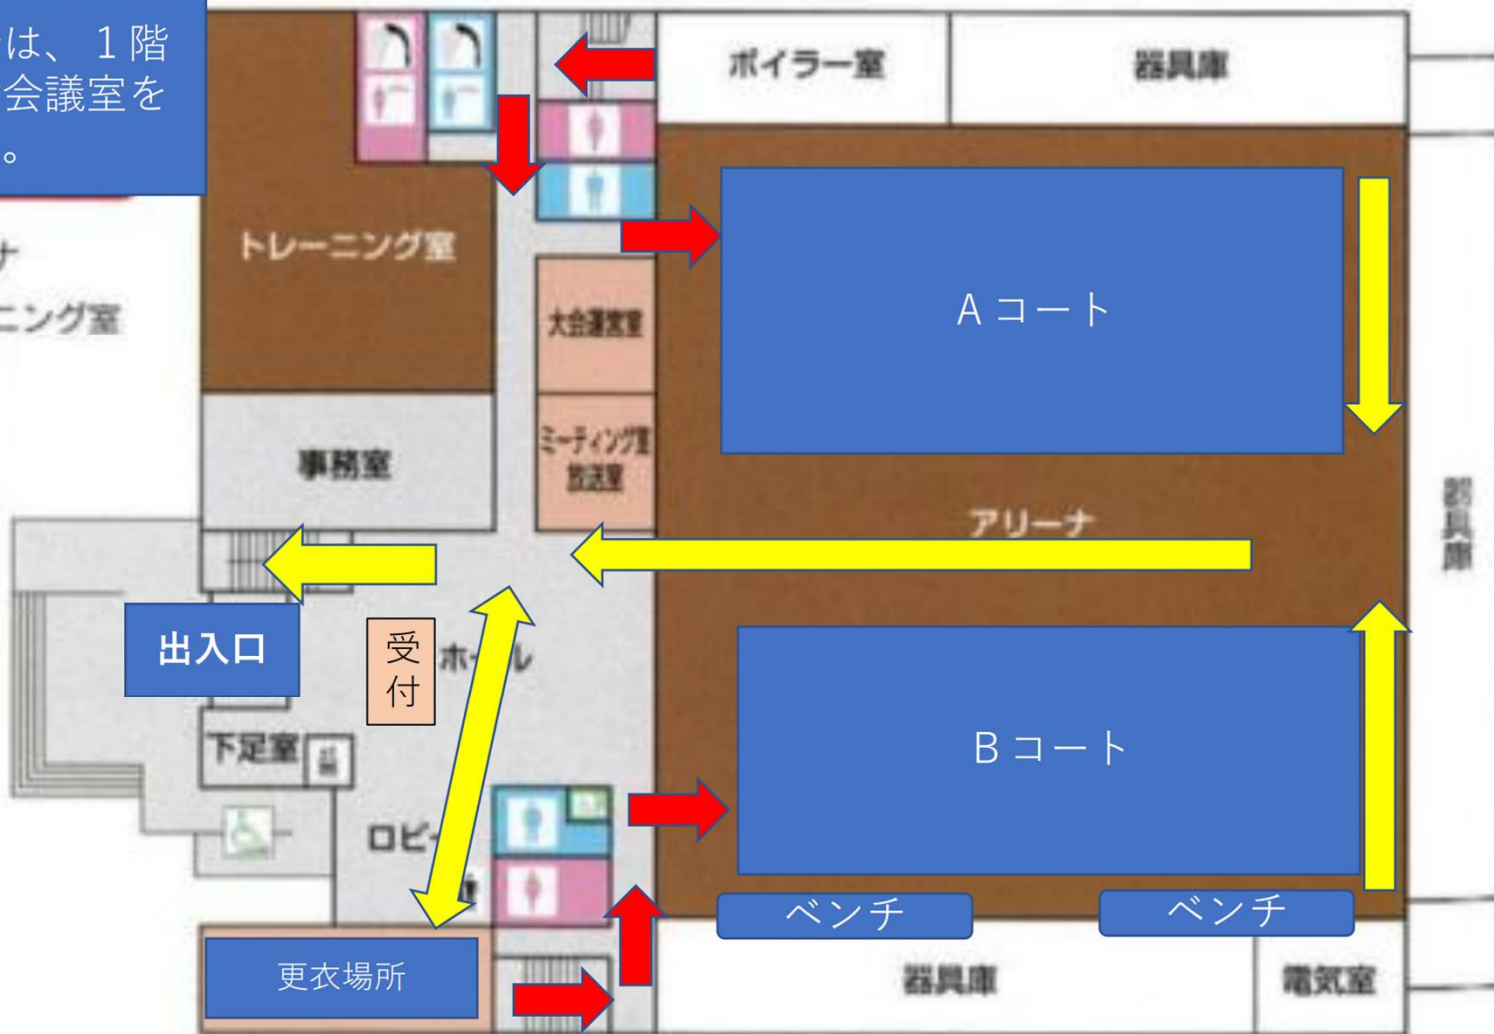 は、１階
会議室を
。
ナ
ニング室
ボイラー室
器具庫
トレーニング室
Aコート
大会運営室
ミーティング室
放送室
事務室
アリーナ
器具庫
出入口
受付
ホール
Bコート
下足室
ロビー
ベンチ
ベンチ
更衣場所
器具庫
電気室